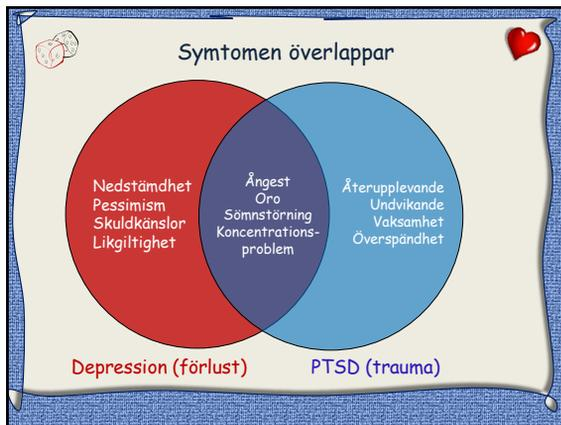 Symtomen överlappar
Nedstämdhet
Pessimism
Skuldkänslor
Likgiltighet
Ångest
Oro
Sömnstörning
Koncentrations-
problem
Återupplevande
Undvikande
Vaksamhet
Överspändhet
Depression (förlust)
PTSD (trauma)